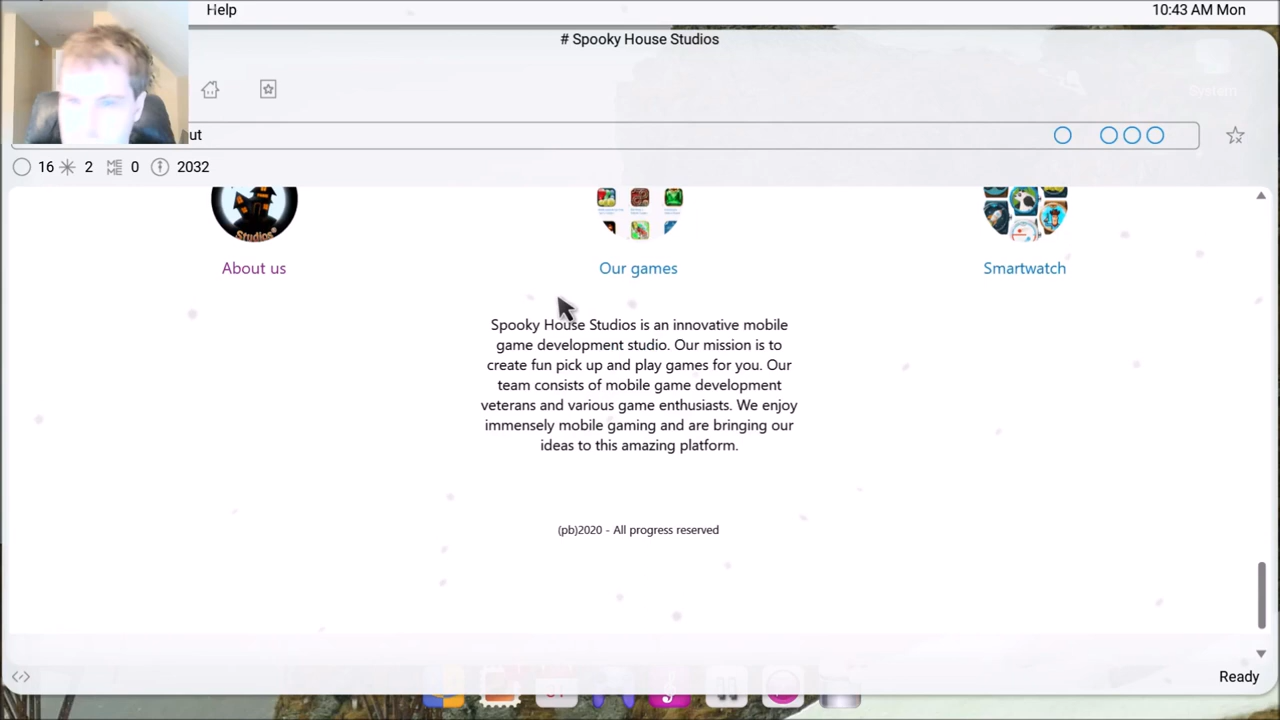 Help
10:43 AM Mon
# Spooky House Studios
System
ut
16 2 0 2032
Studios
About us
Our games
Smartwatch
Spooky House Studios is an innovative mobile
game development studio. Our mission is to
create fun pick up and play games for you. Our
team consists of mobile game development
veterans and various game enthusiasts. We enjoy
immensely mobile gaming and are bringing our
ideas to this amazing platform.
(pb)2020 - All progress reserved
Ready